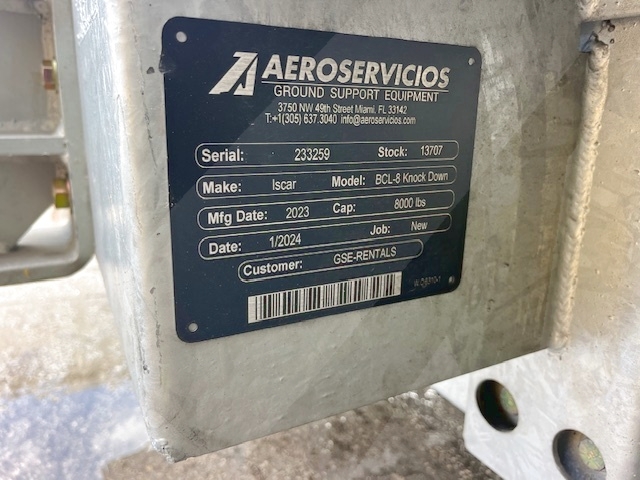 AEROSERVICIOS
GROUND SUPPORT EQUIPMENT
3750 NW 49th Street Miami, FL 33142
T:+1(305) 637.3040 info@aeroservicios.com
Serial: 233259 Stock: 13707
Make: Iscar Model: BCL-8 Knock Down
Mfg Date: 2023 Cap: 8000 lbs
Date: 1/2024 Job: New
Customer: GSE-RENTALS